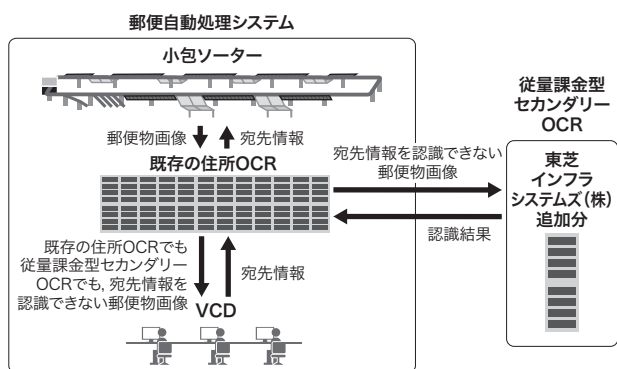 郵便自動処理システム
小包ソーター
郵便物画像
宛先情報
既存の住所OCR
宛先情報を認識できない
郵便物画像
認識結果
従量課金型
セカンダリー
OCR
東芝
インフラ
システムズ(株)
追加分
既存の住所OCRでも
従量課金型セカンダリー
OCRでも, 宛先情報を
認識できない郵便物画像
宛先情報
VCD